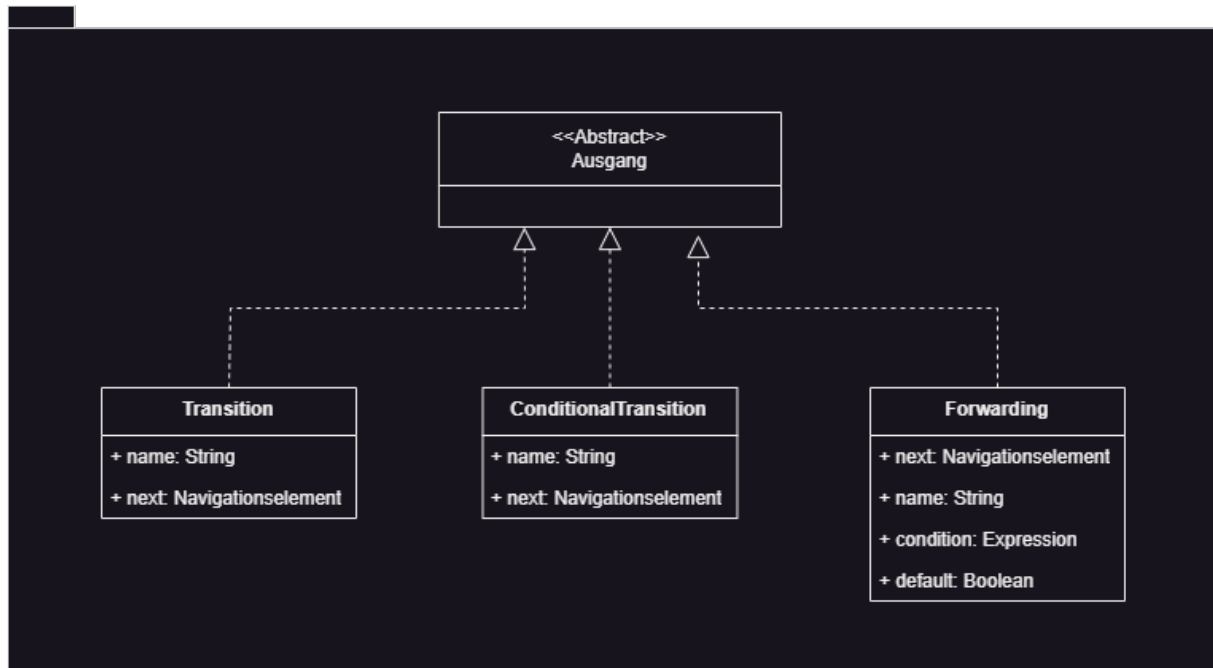 <<Abstract>>
Ausgang
Transition
+ name: String
+ next: Navigationselement
ConditionalTransition
+ name: String
+ next: Navigationselement
Forwarding
+ next: Navigationselement
+ name: String
+ condition: Expression
+ default: Boolean